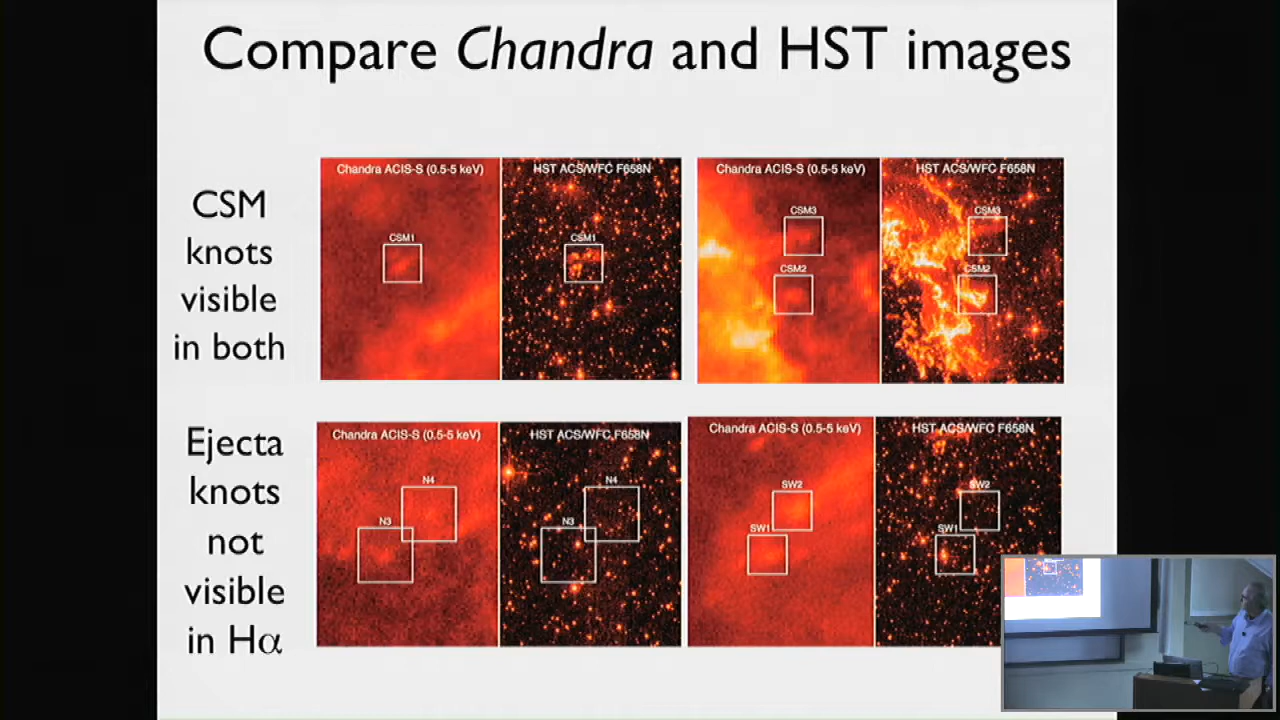 Compare Chandra and HST images
CSM
knots
visible
in both
Chandra ACIS-S (0.5-5 keV)
HST ACS/WFC F658N
CSM1
CSM1
Chandra ACIS-S (0.5-5 keV)
HST ACS/WFC F658N
CSM3
CSM3
CSM2
CSM2
Ejecta
knots
not
visible
in Hα
Chandra ACIS-S (0.5-5 keV)
HST ACS/WFC F658N
N4
N4
N3
N3
Chandra ACIS-S (0.5-5 keV)
HST ACS/WFC F658N
SW2
SW2
SW1
SW1